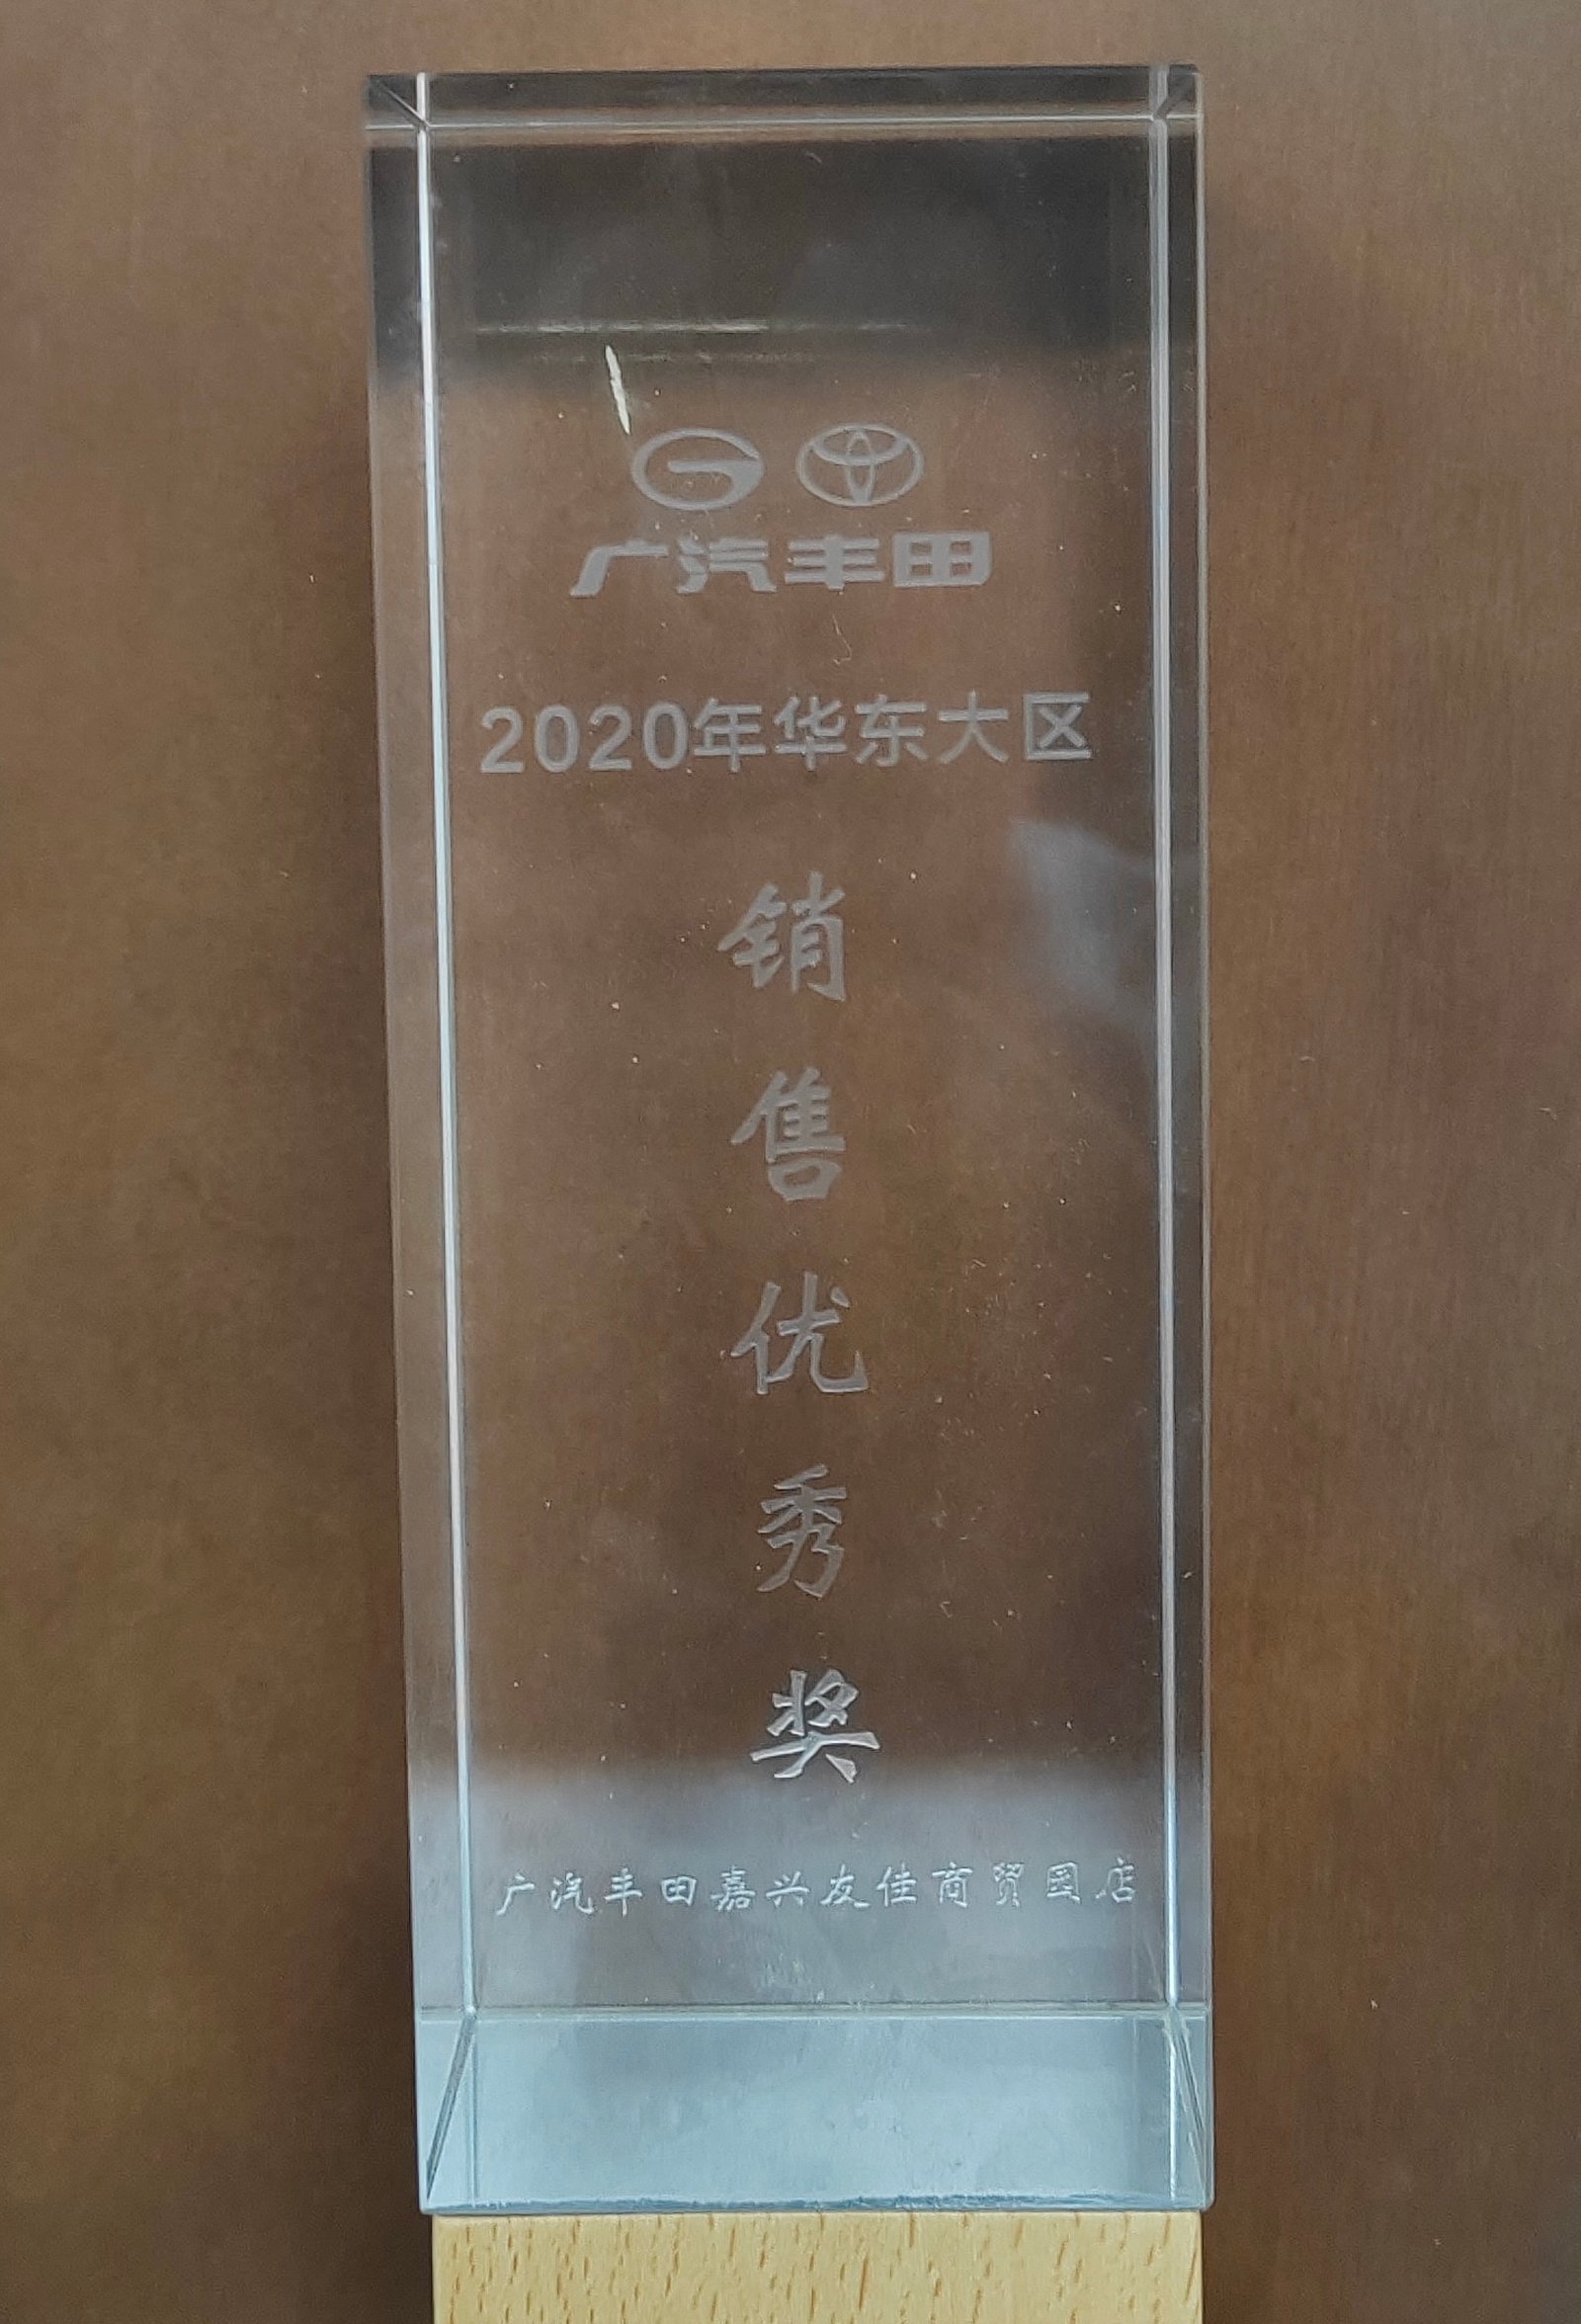 广汽丰田
2020年华东大区
销售优秀奖
广汽丰田嘉兴友佳商贸园店